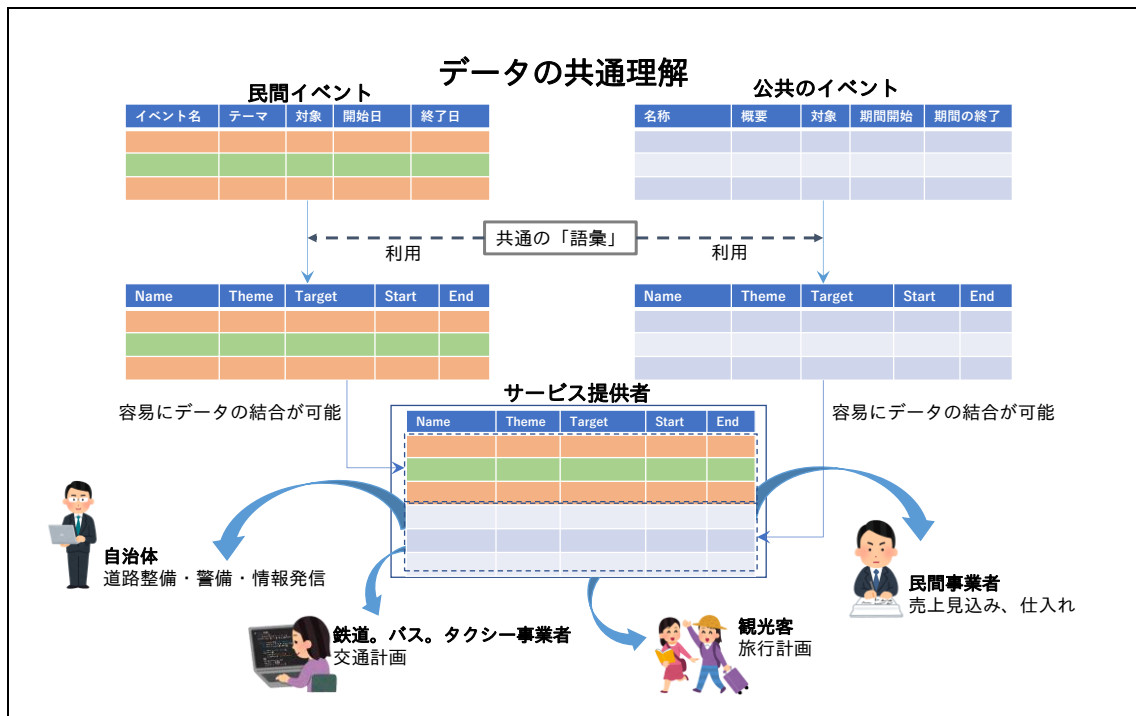 データの共通理解
民間イベント
イベント名 テーマ 対象 開始日 終了日
公共のイベント
名称 概要 対象 期間開始 期間の終了
共通の「語彙」
利用
利用
Name Theme Target Start End
Name Theme Target Start End
容易にデータの結合が可能
容易にデータの結合が可能
サービス提供者
Name Theme Target Start End
自治体
道路整備・警備・情報発信
鉄道。バス。タクシー事業者
交通計画
観光客
旅行計画
民間事業者
売上見込み、仕入れ